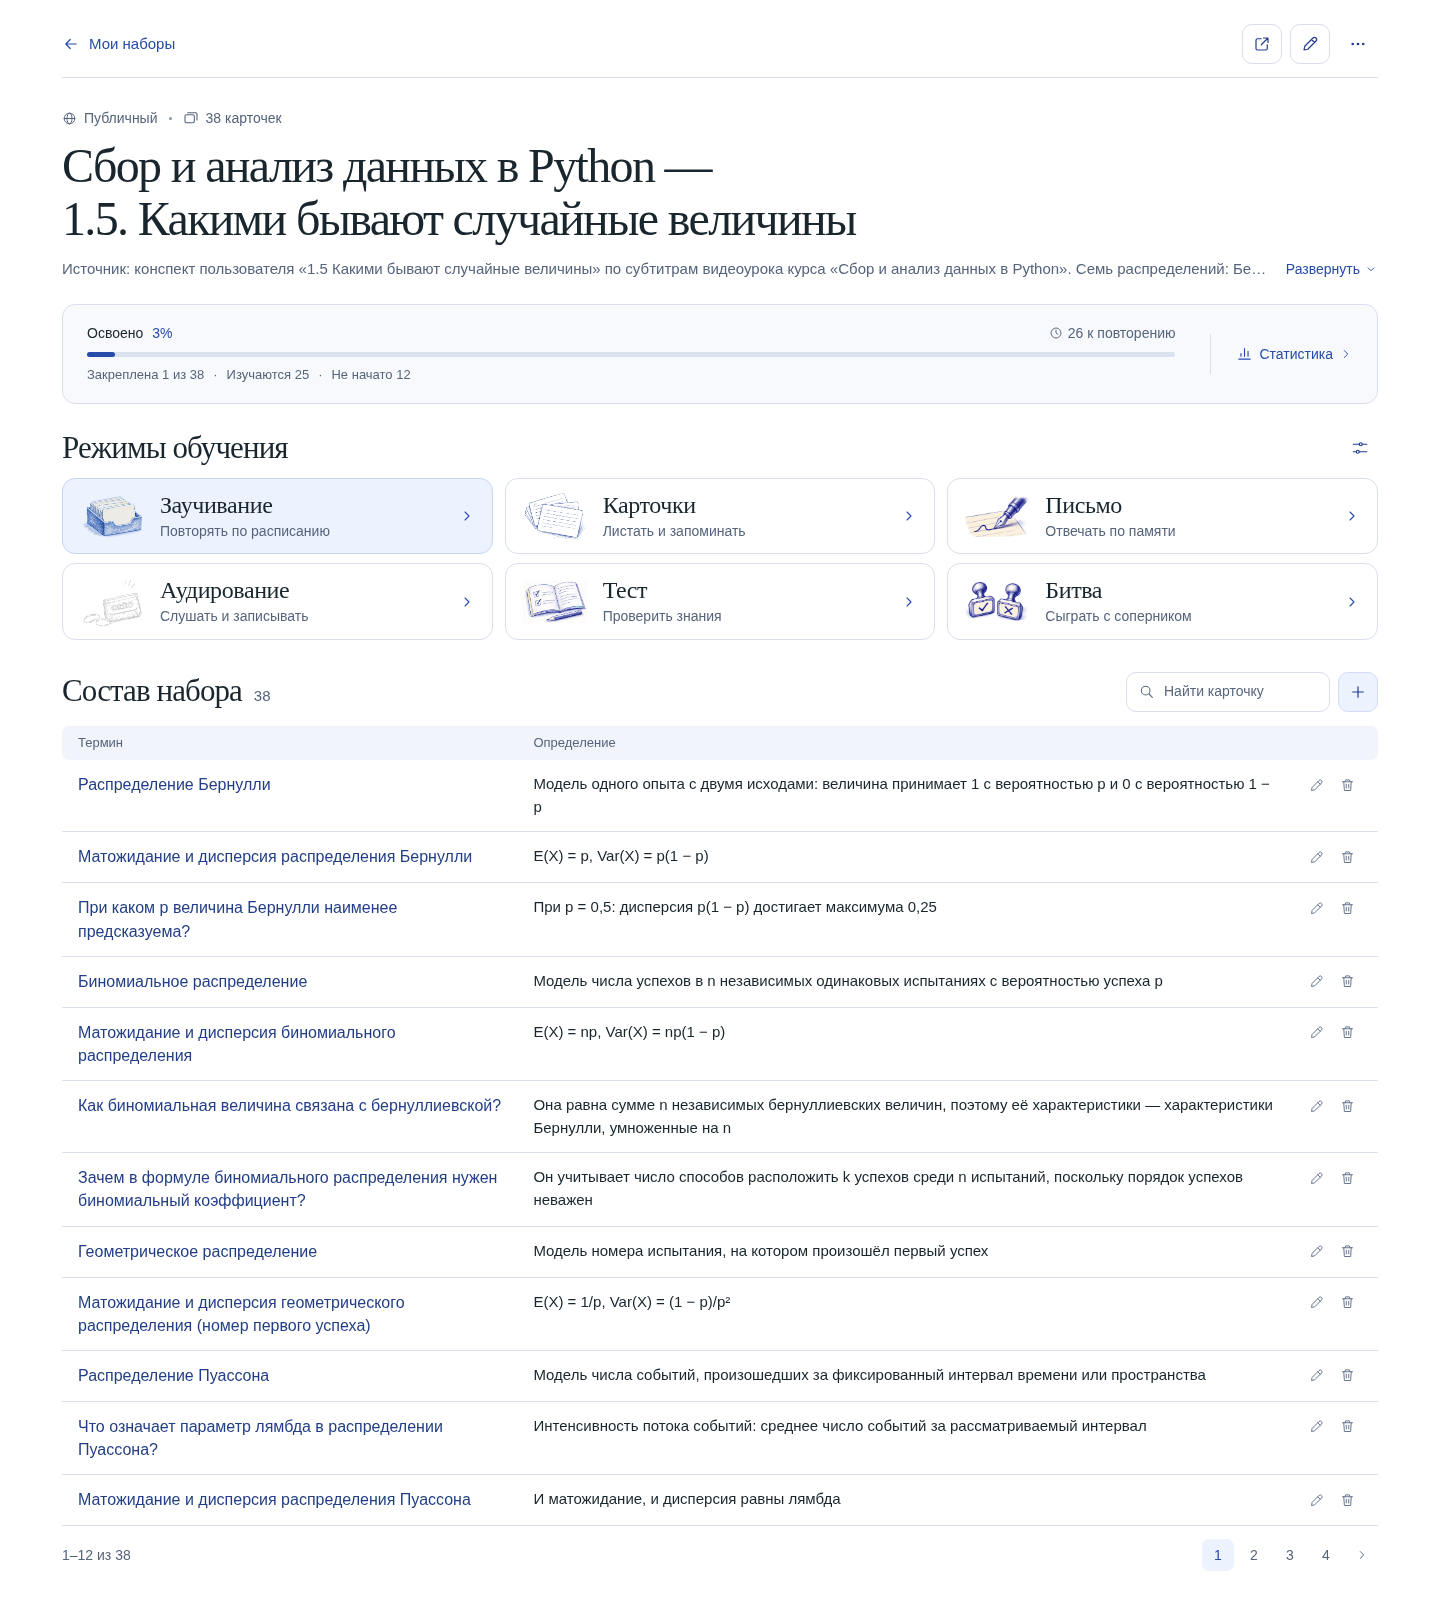 Мои наборы
Публичный • 38 карточек
Сбор и анализ данных в Python —
1.5. Какими бывают случайные величины
Источник: конспект пользователя «1.5 Какими бывают случайные величины» по субтитрам видеоурока курса «Сбор и анализ данных в Python». Семь распределений: Бе… Развернуть
Освоено 3% 26 к повторению
Статистика
Закреплена 1 из 38 · Изучаются 25 · Не начато 12
Режимы обучения
Заучивание
Повторять по расписанию
Карточки
Листать и запоминать
Письмо
Отвечать по памяти
Аудирование
Слушать и записывать
Тест
Проверить знания
Битва
Сыграть с соперником
Состав набора 38
Найти карточку
Термин Определение
Распределение Бернулли
Модель одного опыта с двумя исходами: величина принимает 1 с вероятностью p и 0 с вероятностью 1 −
p
Матожидание и дисперсия распределения Бернулли
E(X) = p, Var(X) = p(1 − p)
При каком p величина Бернулли наименее
предсказуема?
При p = 0,5: дисперсия p(1 − p) достигает максимума 0,25
Биномиальное распределение
Модель числа успехов в n независимых одинаковых испытаниях с вероятностью успеха p
Матожидание и дисперсия биномиального
распределения
E(X) = np, Var(X) = np(1 − p)
Как биномиальная величина связана с бернуллиевской?
Она равна сумме n независимых бернуллиевских величин, поэтому её характеристики — характеристики
Бернулли, умноженные на n
Зачем в формуле биномиального распределения нужен
биномиальный коэффициент?
Он учитывает число способов расположить k успехов среди n испытаний, поскольку порядок успехов
неважен
Геометрическое распределение
Модель номера испытания, на котором произошёл первый успех
Матожидание и дисперсия геометрического
распределения (номер первого успеха)
E(X) = 1/p, Var(X) = (1 − p)/p²
Распределение Пуассона
Модель числа событий, произошедших за фиксированный интервал времени или пространства
Что означает параметр лямбда в распределении
Пуассона?
Интенсивность потока событий: среднее число событий за рассматриваемый интервал
Матожидание и дисперсия распределения Пуассона
И матожидание, и дисперсия равны лямбда
1–12 из 38
1 2 3 4